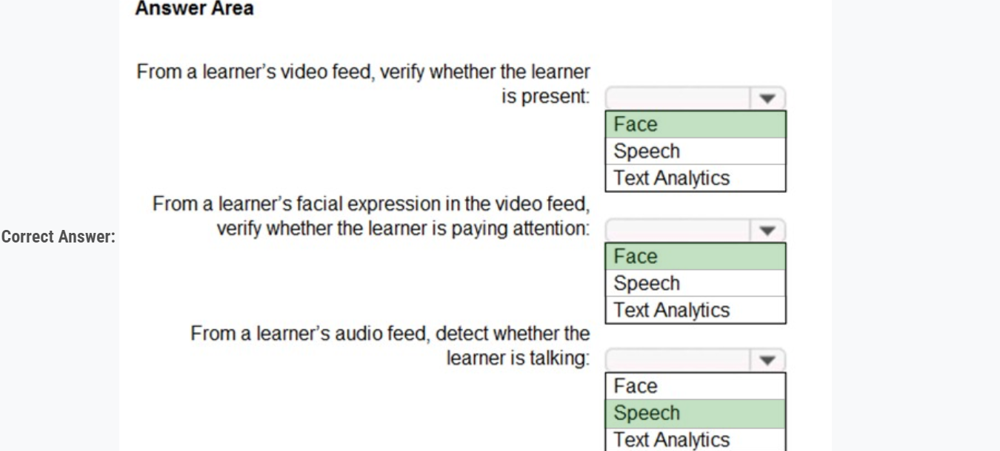 Answer Area
From a learner's video feed, verify whether the learner
is present:
Face
Speech
Text Analytics
From a learner's facial expression in the video feed,
verify whether the learner is paying attention:
Correct Answer:
Face
Speech
Text Analytics
From a learner's audio feed, detect whether the
learner is talking:
Face
Speech
Text Analytics